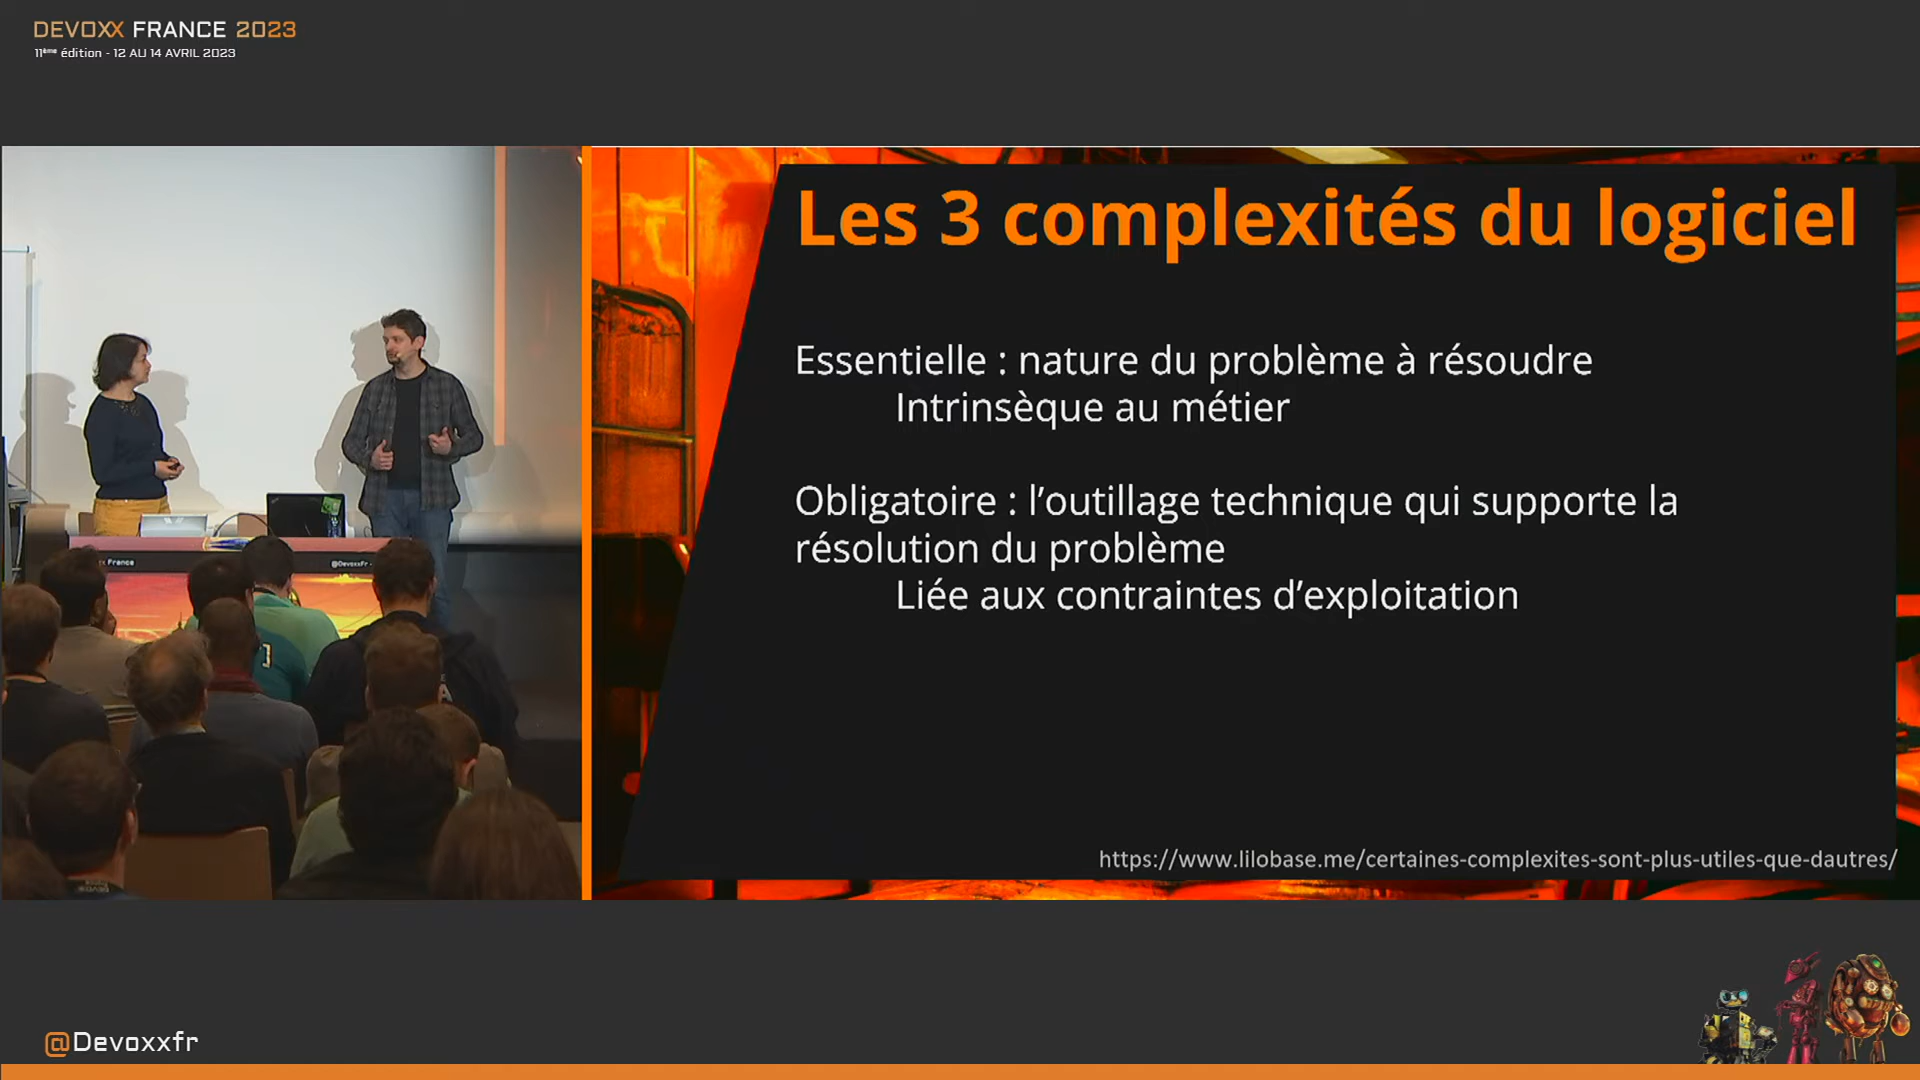 DEVOXX FRANCE 2023
11ème édition - 12 AU 14 AVRIL 2023
Les 3 complexités du logiciel
Essentielle : nature du problème à résoudre
Intrinsèque au métier
Obligatoire : l’outillage technique qui supporte la
résolution du problème
Liée aux contraintes d’exploitation
https://www.lilobase.me/certaines-complexites-sont-plus-utiles-que-dautres/
France
@DevoxxFr
@Devoxxfr